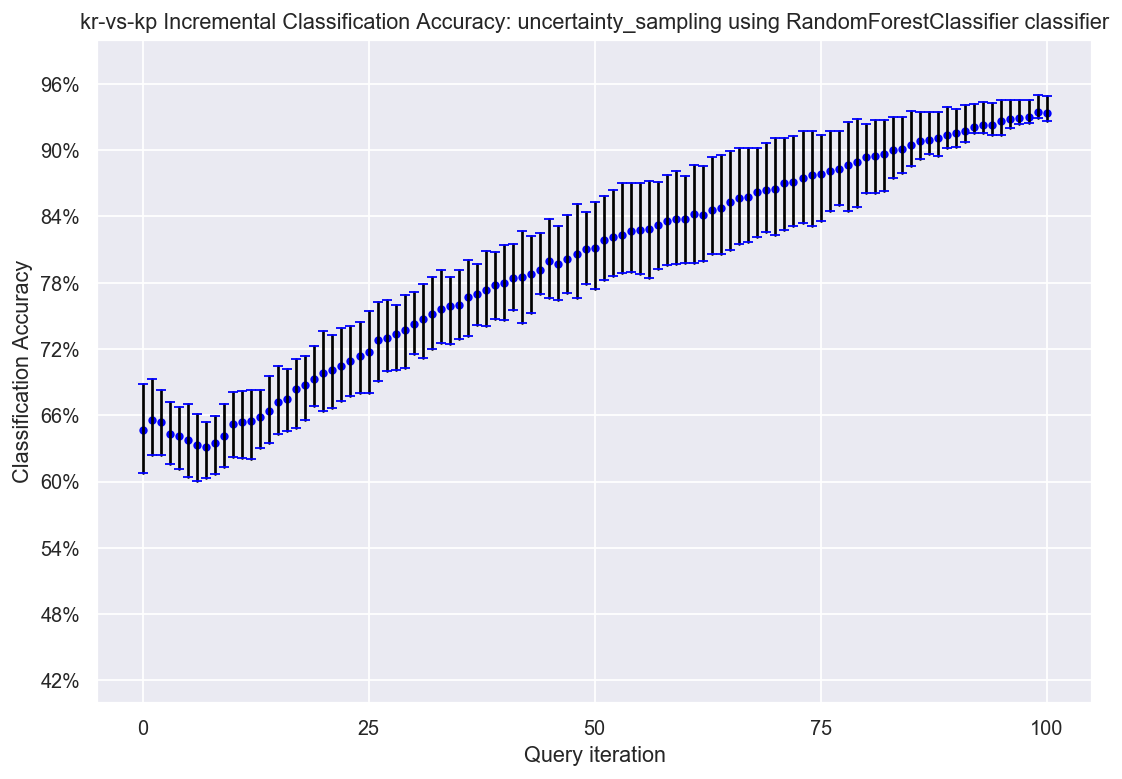 kr-vs-kp Incremental Classification Accuracy: uncertainty_sampling using RandomForestClassifier classifier
96%
90%
84%
78%
72%
66%
60%
54%
48%
42%
Classification Accuracy
0 25 50 75 100
Query iteration